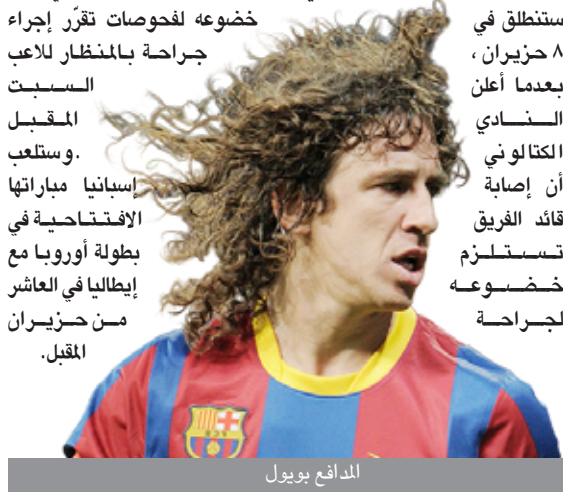 ستنطلق في
٨ حزيران ،
بعدما أعلن
النادي
الكتالوني
أن إصابة
قائد الفريق
تستلزم
خضوعه
لجراحة
خضوعه لفحوصات تقرّر إجراء
جراحة بالمنظار للاعب
السبت
المقبل
.وستلعب
إسبانيا مباراتها
الافتتاحية في
بطولة أوروبا مع
إيطاليا في العاشر
من حزيران
المقبل.
المدافع بويول